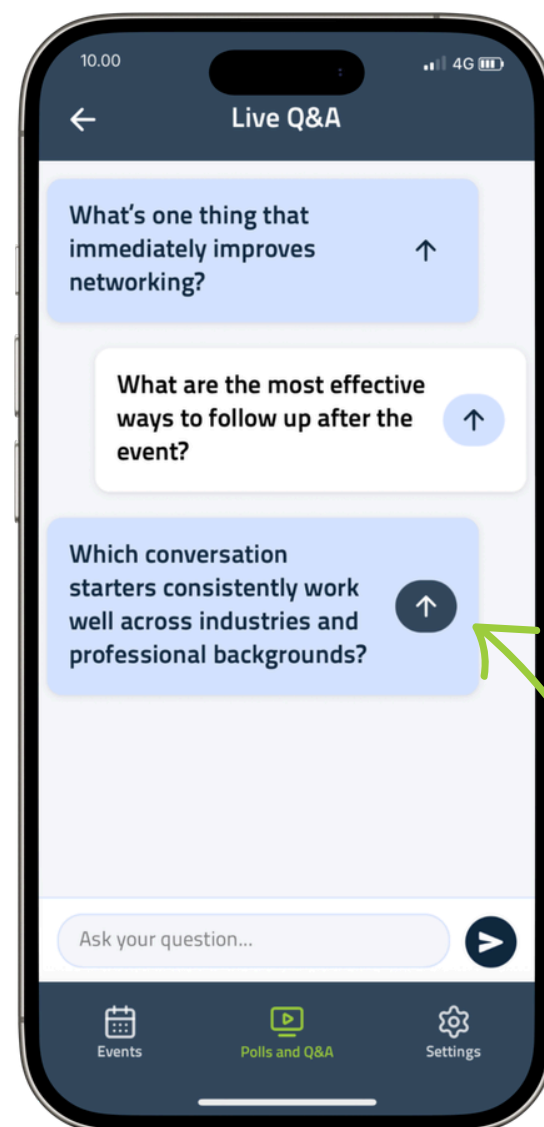 10.00
4G
Live Q&A
What's one thing that
immediately improves
networking?
What are the most effective
ways to follow up after the
event?
Which conversation
starters consistently work
well across industries and
professional backgrounds?
Ask your question...
Events
Polls and Q&A
Settings